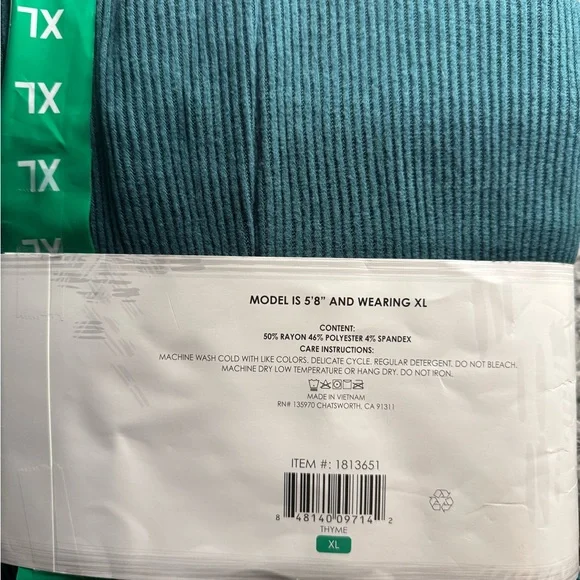 XL
XL
XL
XL
MODEL IS 5'8" AND WEARING XL
CONTENT:
50% RAYON 46% POLYESTER 4% SPANDEX
CARE INSTRUCTIONS:
MACHINE WASH COLD WITH LIKE COLORS, DELICATE CYCLE. REGULAR DETERGENT. DO NOT BLEACH.
MACHINE DRY LOW TEMPERATURE OR HANG DRY. DO NOT IRON.
MADE IN VIETNAM
RN# 135970 CHATSWORTH, CA 91311
ITEM #: 1813651
8 48140 09714 2
THYME
XL